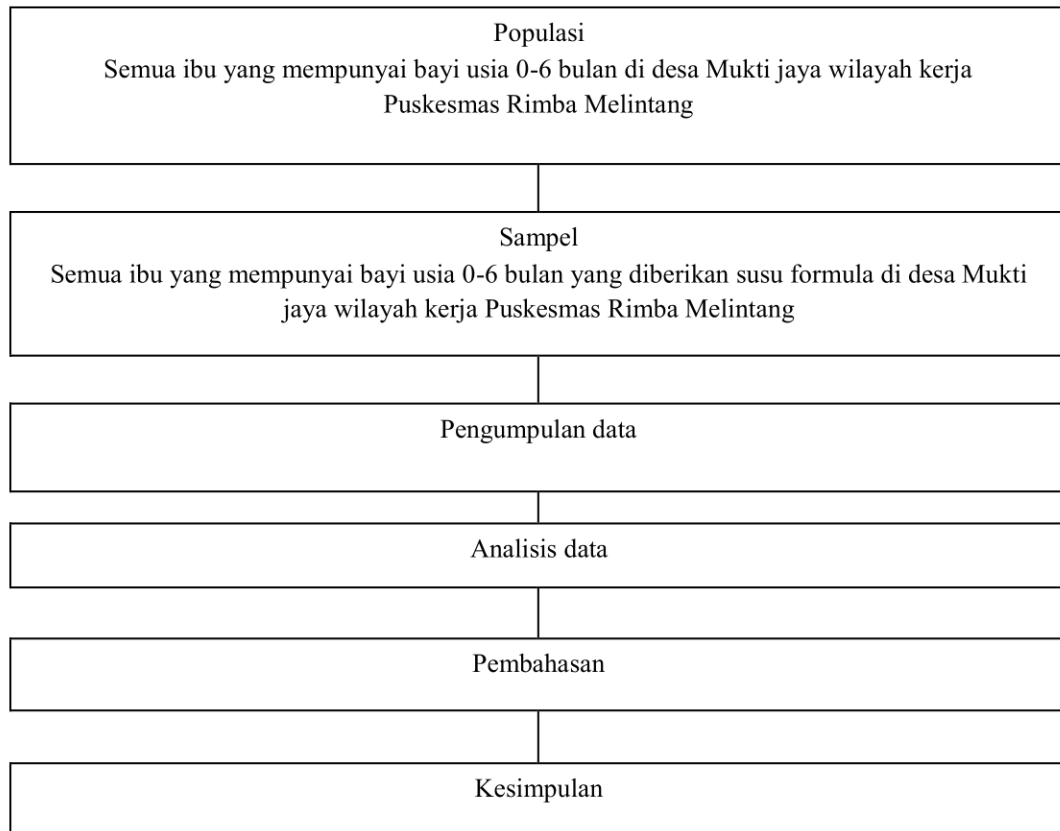 Populasi
Semua ibu yang mempunyai bayi usia 0-6 bulan di desa Mukti jaya wilayah kerja
Puskesmas Rimba Melintang
Sampel
Semua ibu yang mempunyai bayi usia 0-6 bulan yang diberikan susu formula di desa Mukti
jaya wilayah kerja Puskesmas Rimba Melintang
Pengumpulan data
Analisis data
Pembahasan
Kesimpulan